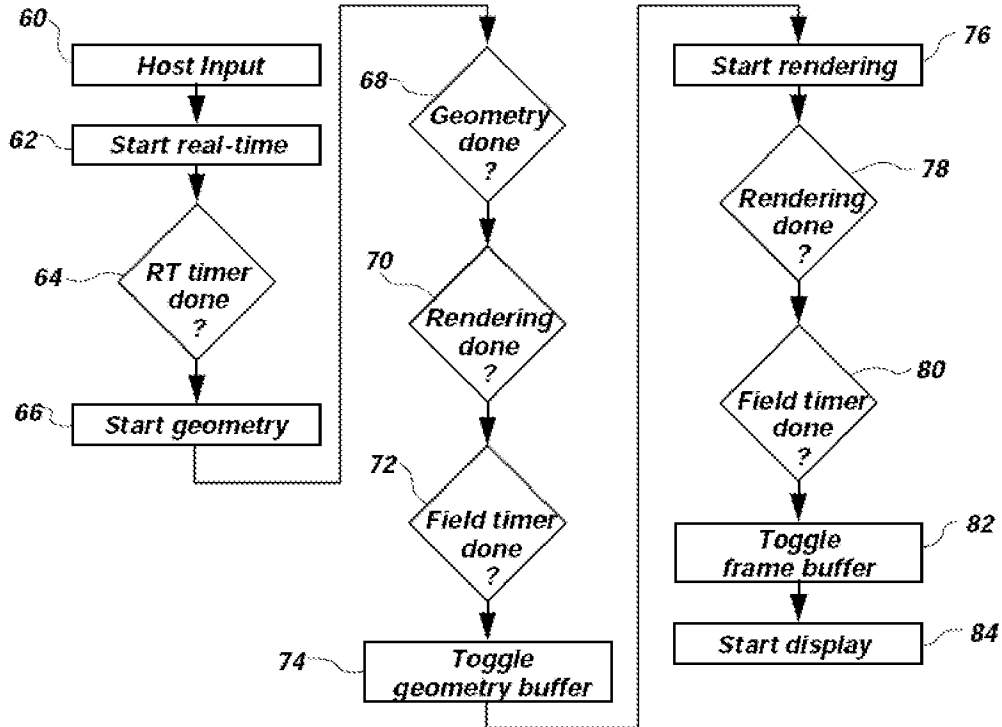 60
Host Input
62
Start real-time
64
RT timer
done
?
66
Start geometry
68
Geometry
done
?
70
Rendering
done
?
72
Field timer
done
?
74
Toggle
geometry buffer
76
Start rendering
78
Rendering
done
?
80
Field timer
done
?
82
Toggle
frame buffer
84
Start display